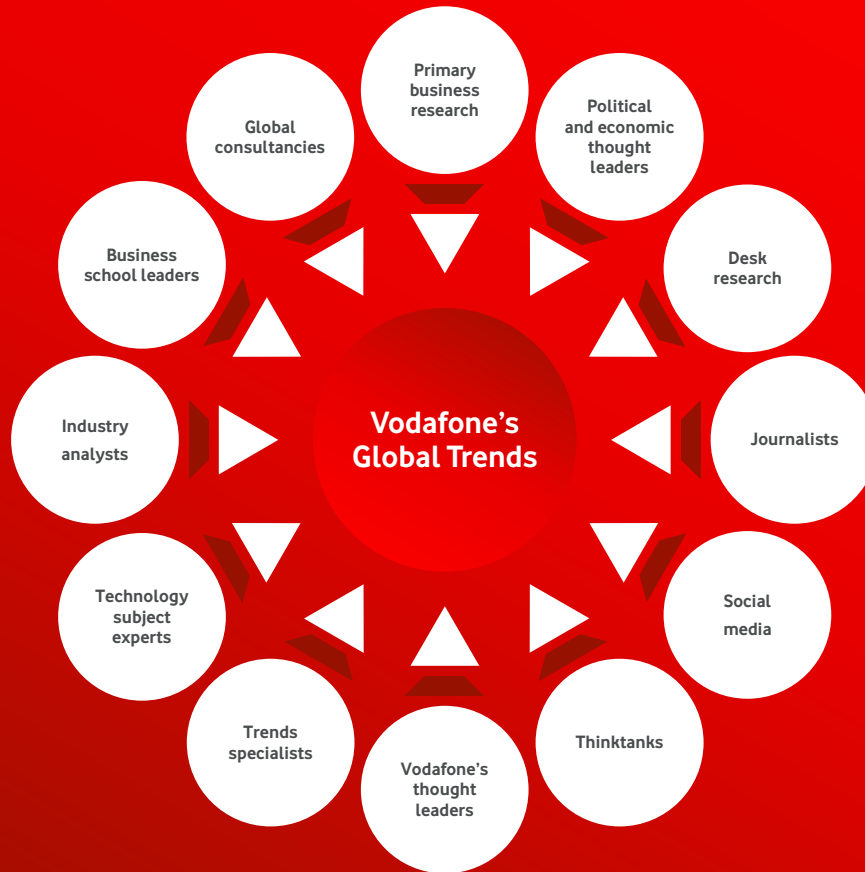 Primary
business
research
Political
and economic
thought
leaders
Desk
research
Journalists
Social
media
Thinktanks
Vodafone’s
thought
leaders
Trends
specialists
Technology
subject
experts
Industry
analysts
Business
school leaders
Global
consultancies
Vodafone’s
Global Trends